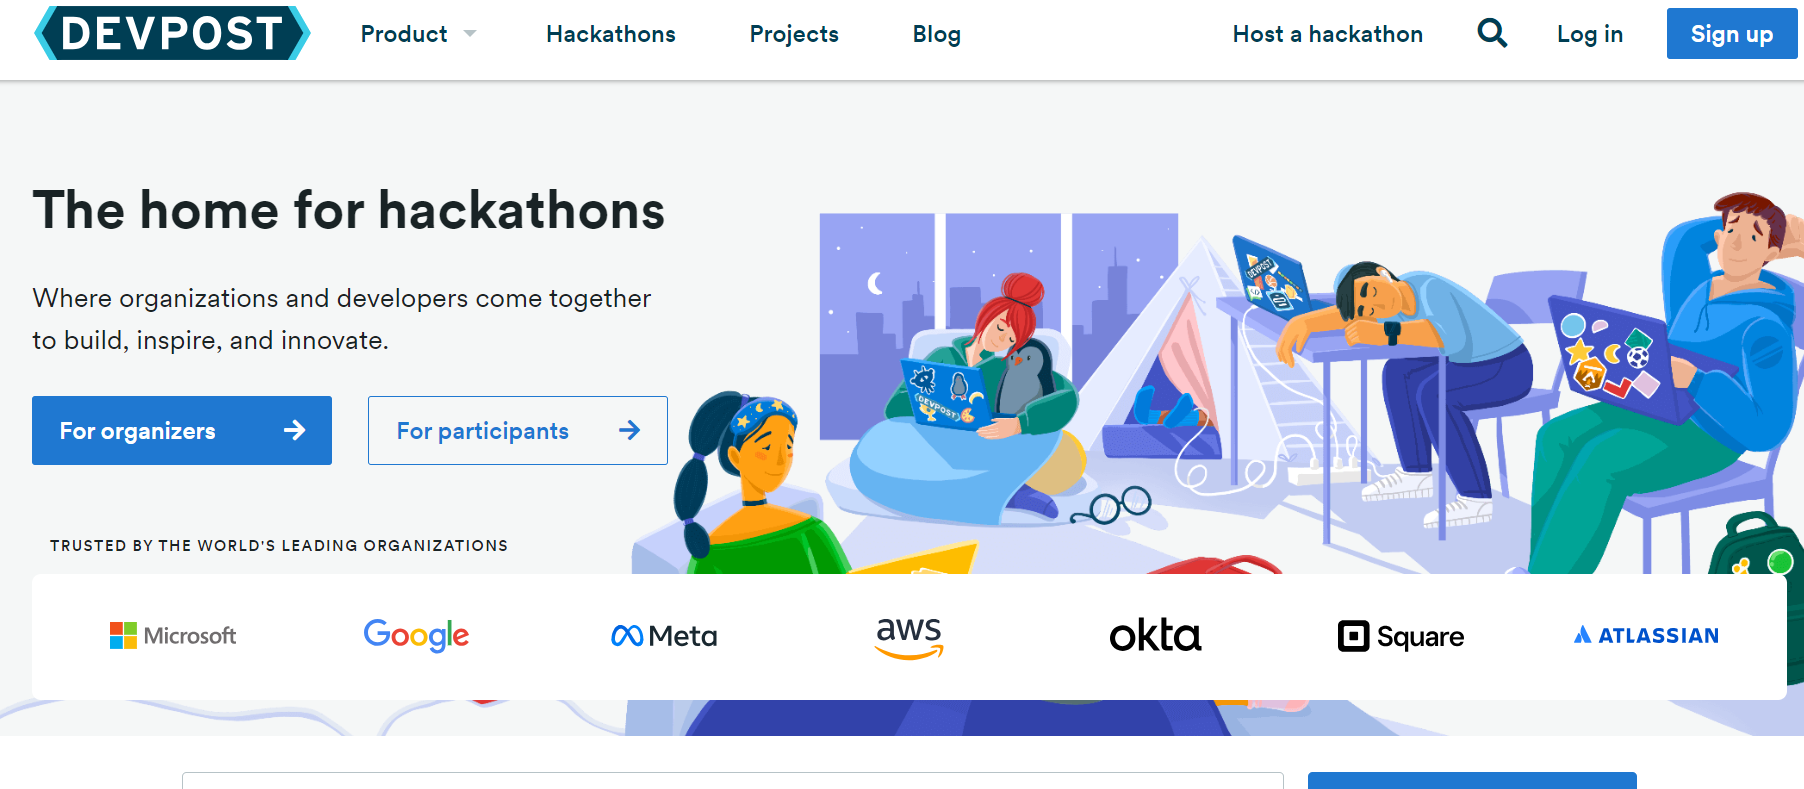 DEVPOST
Product
Hackathons
Projects
Blog
Host a hackathon
Log in
Sign up
The home for hackathons
Where organizations and developers come together
to build, inspire, and innovate.
For organizers
For participants
DEVPOST
DEVPOST
TRUSTED BY THE WORLD'S LEADING ORGANIZATIONS
Microsoft
Google
Meta
aws
okta
Square
ATLASSIAN